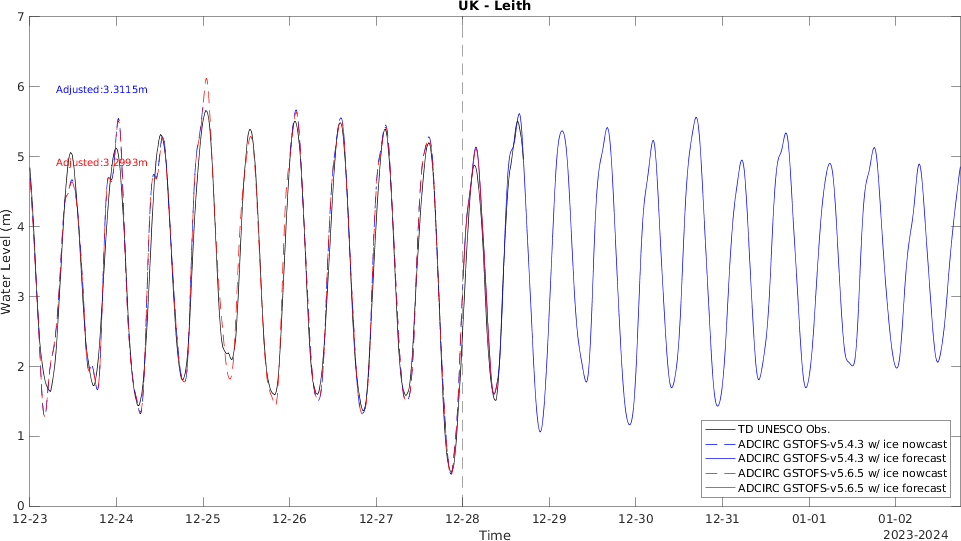 UK - Leith
7
6
5
4
3
2
1
0
Water Level (m)
Adjusted:3.3115m
Adjusted:3.2993m
TD UNESCO Obs.
ADCIRC GSTOFS-v5.4.3 w/ ice nowcast
ADCIRC GSTOFS-v5.4.3 w/ ice forecast
ADCIRC GSTOFS-v5.6.5 w/ ice nowcast
ADCIRC GSTOFS-v5.6.5 w/ ice forecast
12-23 12-24 12-25 12-26 12-27 12-28 12-29 12-30 12-31 01-01 01-02
Time
2023-2024